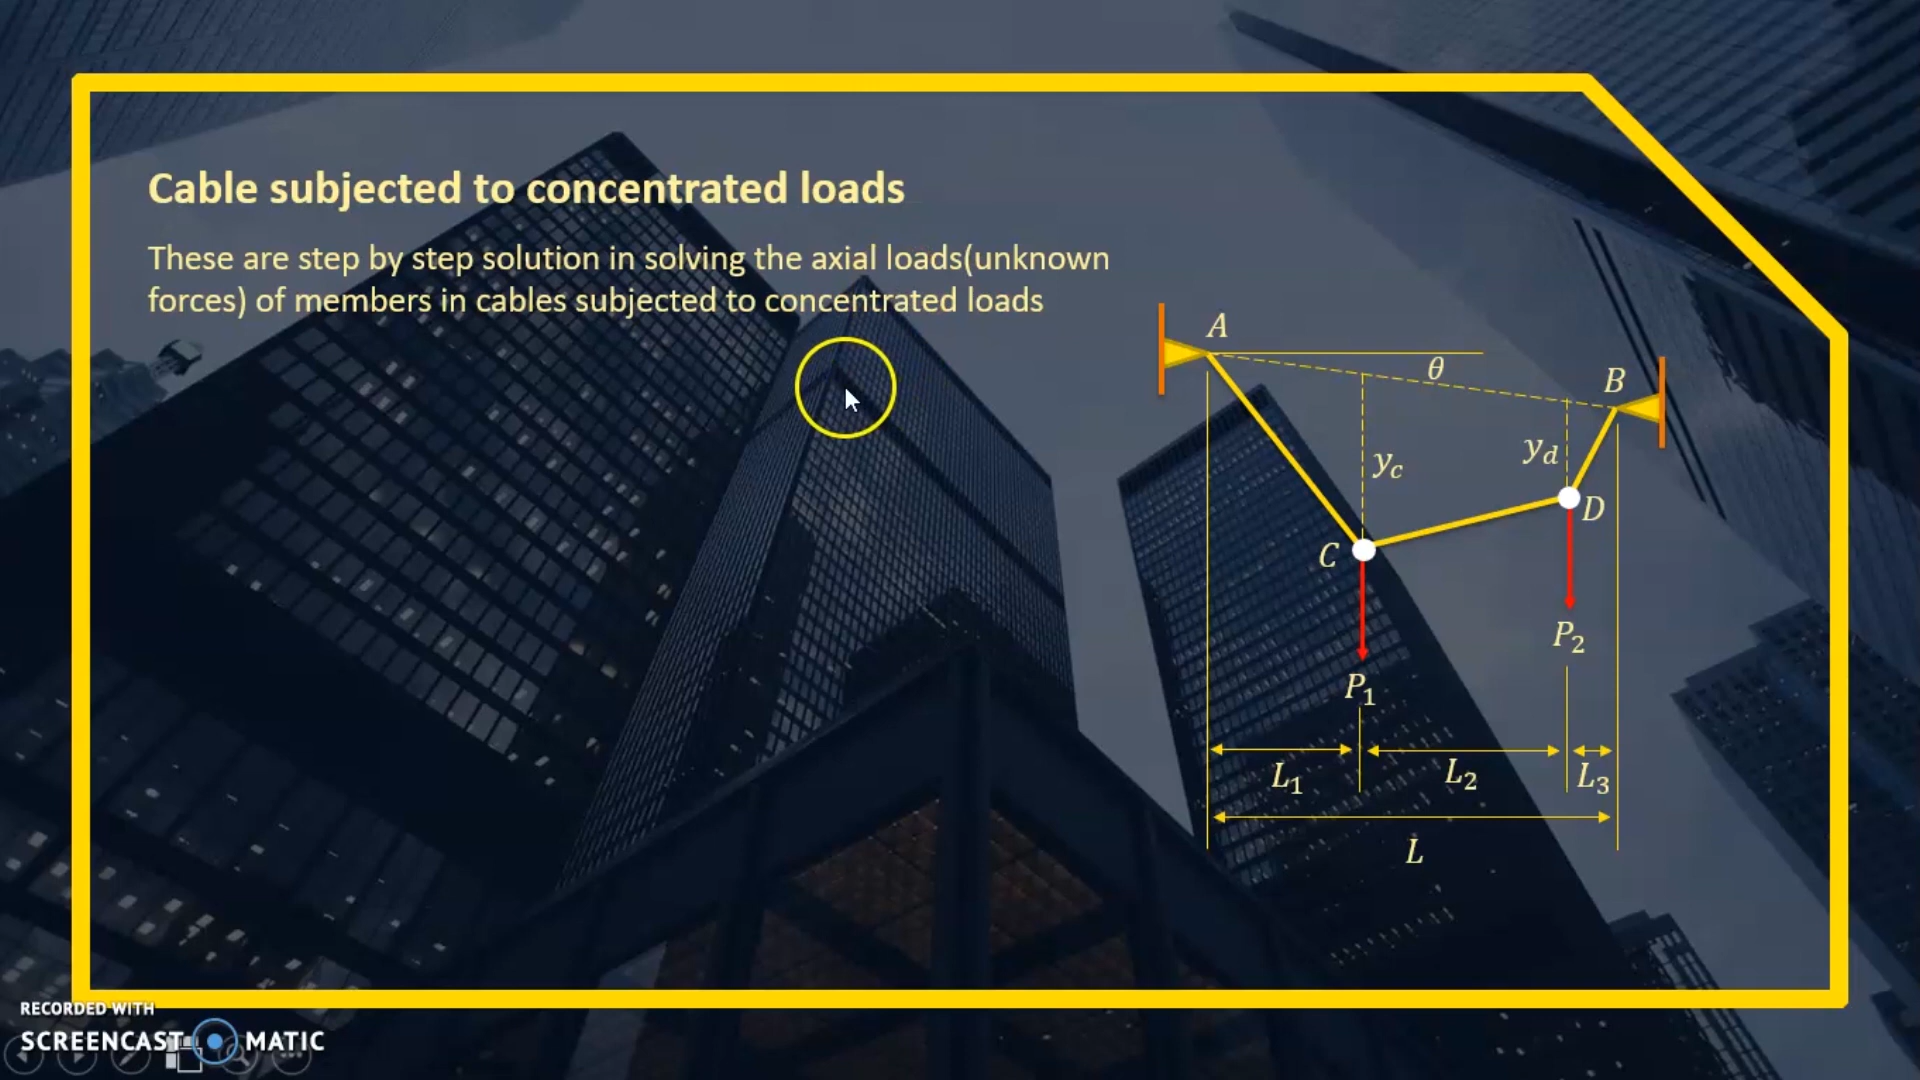 Cable subjected to concentrated loads
These are step by step solution in solving the axial loads(unknown
forces) of members in cables subjected to concentrated loads
A
θ
B
y_c
y_d
D
C
P_2
P_1
L_1
L_2
L_3
L
RECORDED WITH
SCREENCAST MATIC